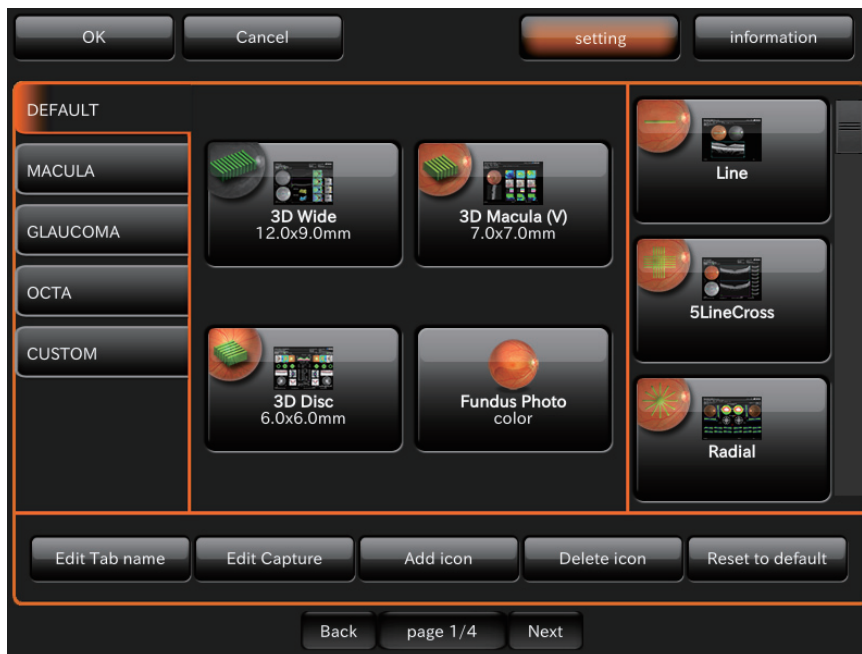 OK
Cancel
setting
information
DEFAULT
MACULA
GLAUCOMA
OCTA
CUSTOM
3D Wide
12.0x9.0mm
3D Macula (V)
7.0x7.0mm
3D Disc
6.0x6.0mm
Fundus Photo
color
Line
5LineCross
Radial
Edit Tab name
Edit Capture
Add icon
Delete icon
Reset to default
Back
page 1/4
Next